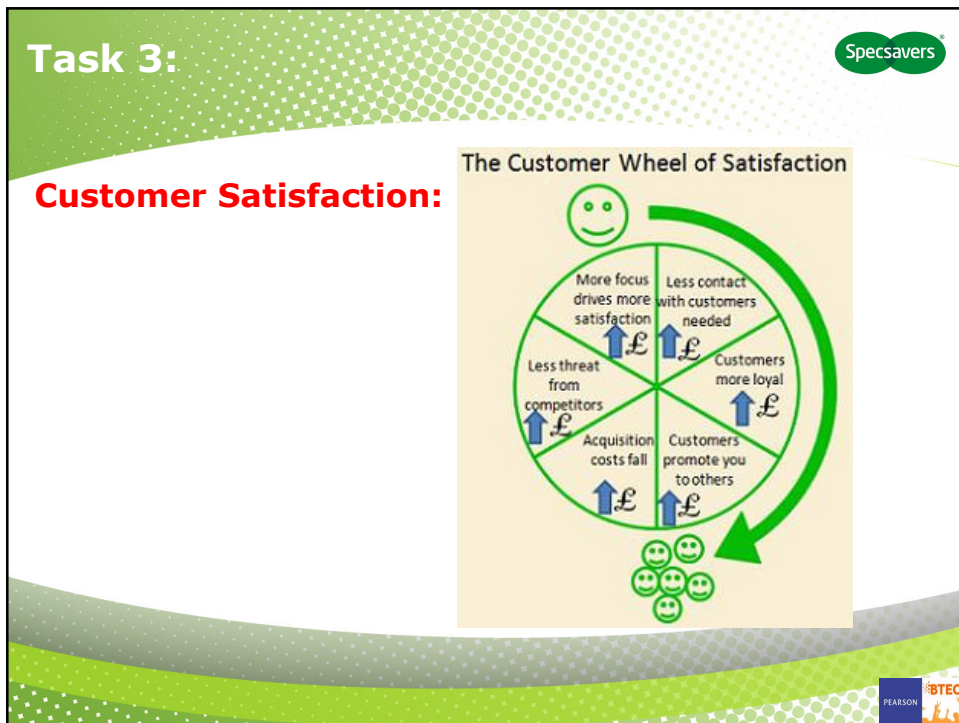 Task 3:
Specsavers
Customer Satisfaction:
The Customer Wheel of Satisfaction
More focus
drives more
satisfaction
£
Less contact
with customers
needed
£
Customers
more loyal
£
Customers
promote you
to others
£
Acquisition
costs fall
£
Less threat
from
competitors
£
PEARSON
BTEC